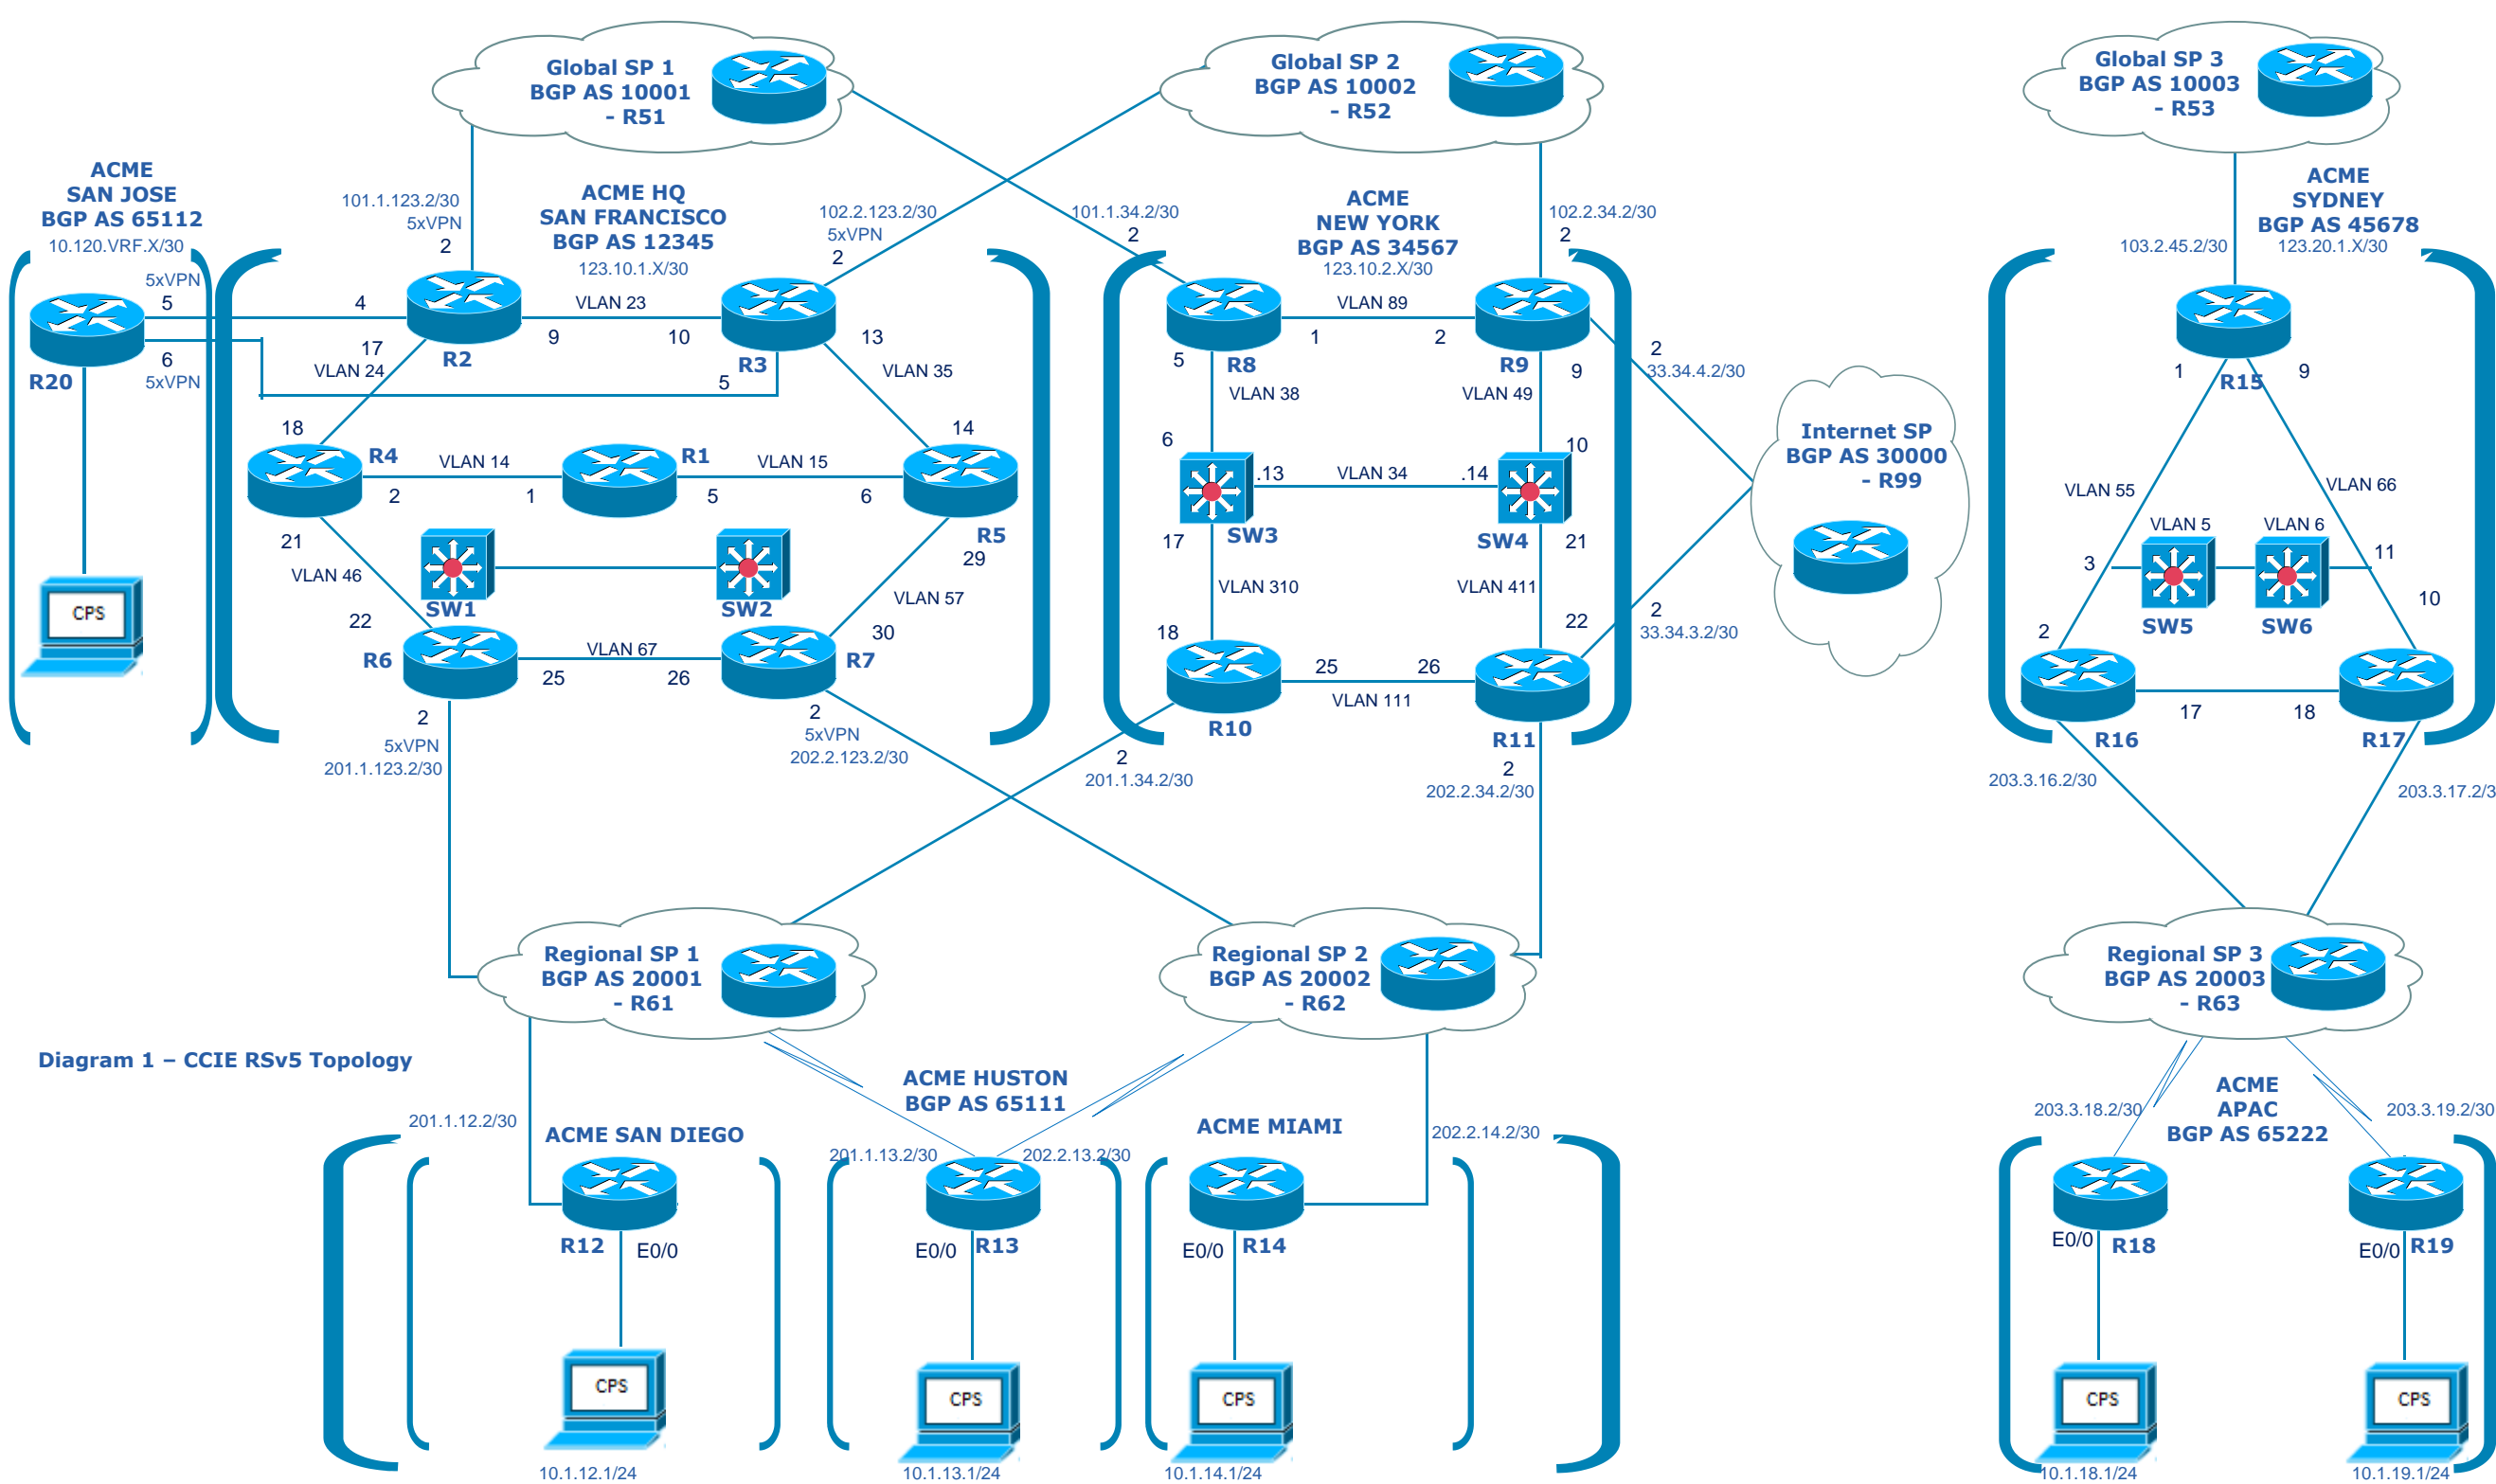 Global SP 1
BGP AS 10001
- R51
Global SP 2
BGP AS 10002
- R52
Global SP 3
BGP AS 10003
- R53
ACME
SAN JOSE
BGP AS 65112
10.120.VRF.X/30
101.1.123.2/30
5xVPN
2
ACME HQ
SAN FRANCISCO
BGP AS 12345
123.10.1.X/30
102.2.123.2/30
5xVPN
2
101.1.34.2/30
2
ACME
NEW YORK
BGP AS 34567
123.10.2.X/30
102.2.34.2/30
2
ACME
SYDNEY
BGP AS 45678
123.20.1.X/30
103.2.45.2/30
5xVPN
5
6
5xVPN
R20
CPS
4
17
VLAN 24
R2
9
VLAN 23
10
R3
5
13
VLAN 35
18
R4
2
VLAN 14
1
R1
5
VLAN 15
6
14
R5
29
21
VLAN 46
22
SW1
SW2
VLAN 57
30
R6
25
VLAN 67
26
R7
2
5xVPN
201.1.123.2/30
2
5xVPN
202.2.123.2/30
R8
5
1
VLAN 89
2
R9
9
VLAN 38
VLAN 49
6
10
.13
VLAN 34
.14
SW3
SW4
17
21
VLAN 310
VLAN 411
18
22
25
26
VLAN 111
R10
R11
2
201.1.34.2/30
2
202.2.34.2/30
2
33.34.4.2/30
Internet SP
BGP AS 30000
- R99
2
33.34.3.2/30
1
R15
9
VLAN 55
VLAN 66
VLAN 5
VLAN 6
3
11
SW5
SW6
2
10
17
18
R16
R17
203.3.16.2/30
203.3.17.2/3
Regional SP 1
BGP AS 20001
- R61
Regional SP 2
BGP AS 20002
- R62
Regional SP 3
BGP AS 20003
- R63
Diagram 1 – CCIE RSv5 Topology
ACME HUSTON
BGP AS 65111
201.1.12.2/30
ACME SAN DIEGO
201.1.13.2/30
202.2.13.2/30
ACME MIAMI
202.2.14.2/30
203.3.18.2/30
ACME
APAC
BGP AS 65222
203.3.19.2/30
R12
E0/0
E0/0
R13
E0/0
R14
E0/0
R18
E0/0
R19
CPS
CPS
CPS
CPS
CPS
10.1.12.1/24
10.1.13.1/24
10.1.14.1/24
10.1.18.1/24
10.1.19.1/24